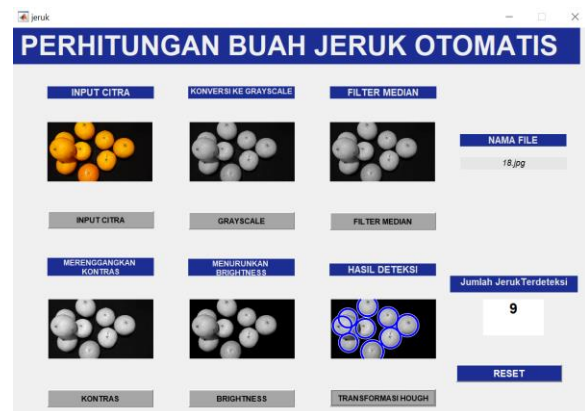 jeruk
PERHITUNGAN BUAH JERUK OTOMATIS
INPUT CITRA
KONVERSI KE GRAYSCALE
FILTER MEDIAN
NAMA FILE
18.jpg
INPUT CITRA
GRAYSCALE
FILTER MEDIAN
MERENGGANGKAN
KONTRAS
MENURUNKAN
BRIGHTNESS
HASIL DETEKSI
Jumlah JerukTerdeteksi
9
RESET
KONTRAS
BRIGHTNESS
TRANSFORMASI HOUGH